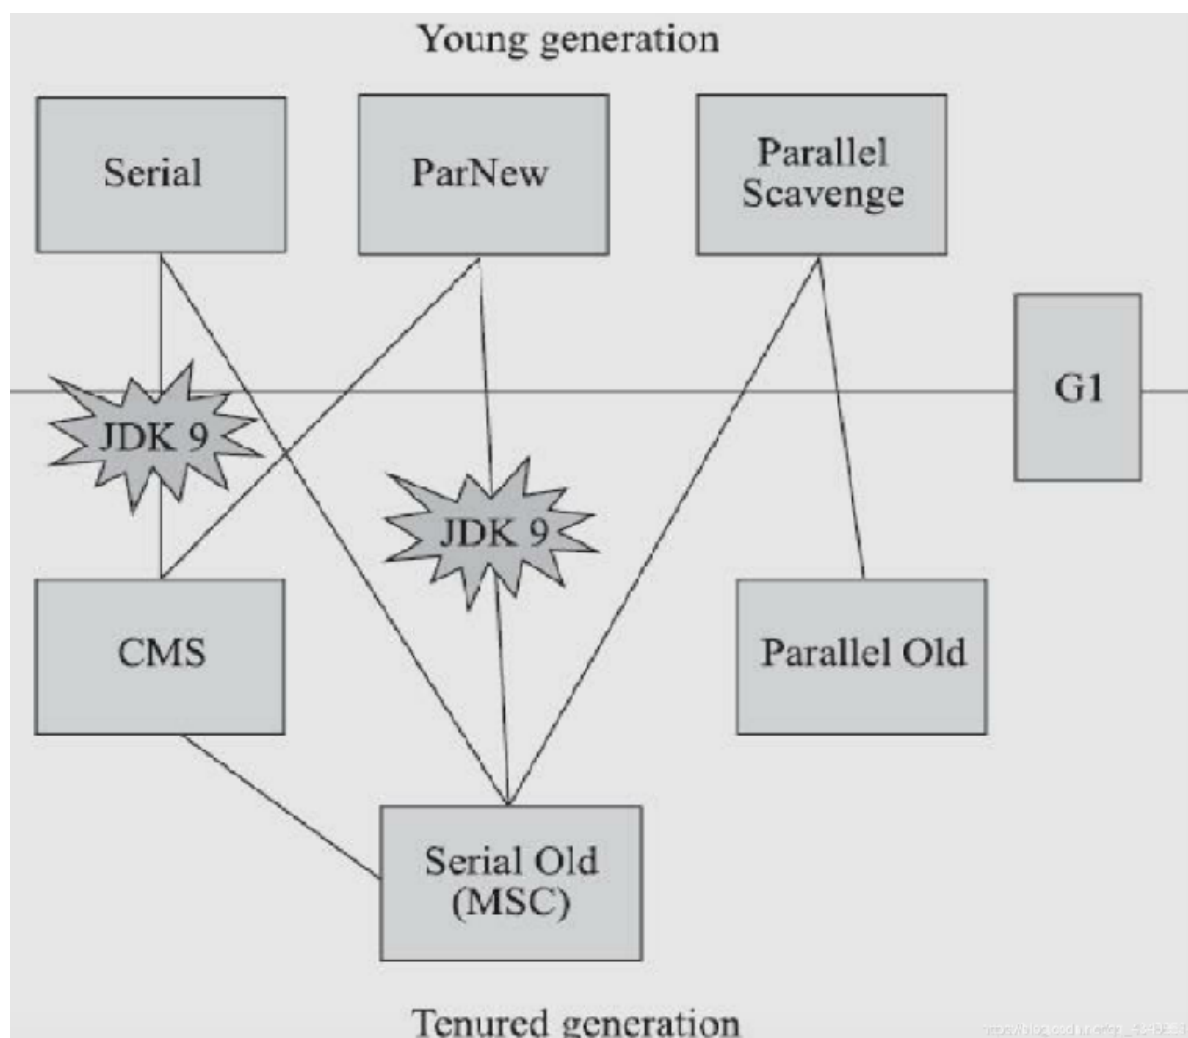 Young generation
Serial
ParNew
Parallel
Scavenge
G1
JDK 9
JDK 9
CMS
Parallel Old
Serial Old
(MSC)
Tenured generation